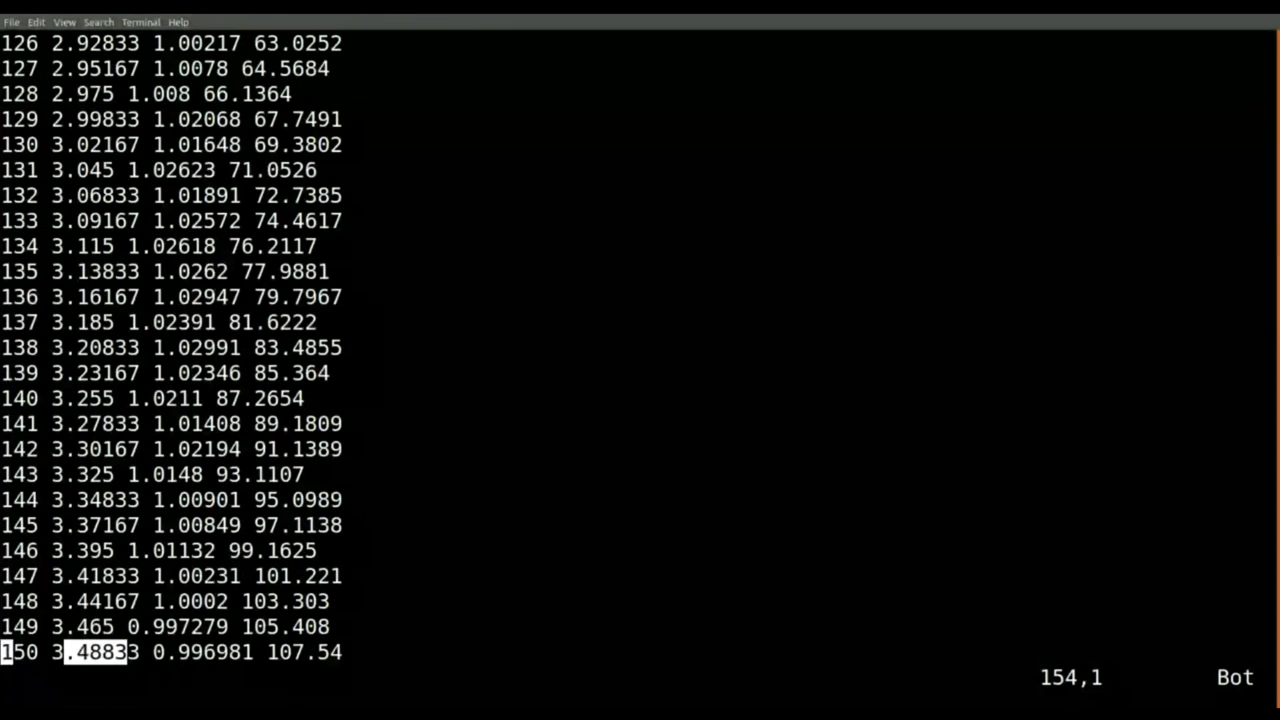 File Edit View Search Terminal Help
126 2.92833 1.00217 63.0252
127 2.95167 1.0078 64.5684
128 2.975 1.008 66.1364
129 2.99833 1.02068 67.7491
130 3.02167 1.01648 69.3802
131 3.045 1.02623 71.0526
132 3.06833 1.01891 72.7385
133 3.09167 1.02572 74.4617
134 3.115 1.02618 76.2117
135 3.13833 1.0262 77.9881
136 3.16167 1.02947 79.7967
137 3.185 1.02391 81.6222
138 3.20833 1.02991 83.4855
139 3.23167 1.02346 85.364
140 3.255 1.0211 87.2654
141 3.27833 1.01408 89.1809
142 3.30167 1.02194 91.1389
143 3.325 1.0148 93.1107
144 3.34833 1.00901 95.0989
145 3.37167 1.00849 97.1138
146 3.395 1.01132 99.1625
147 3.41833 1.00231 101.221
148 3.44167 1.0002 103.303
149 3.465 0.997279 105.408
150 3.48833 0.996981 107.54
154,1 Bot